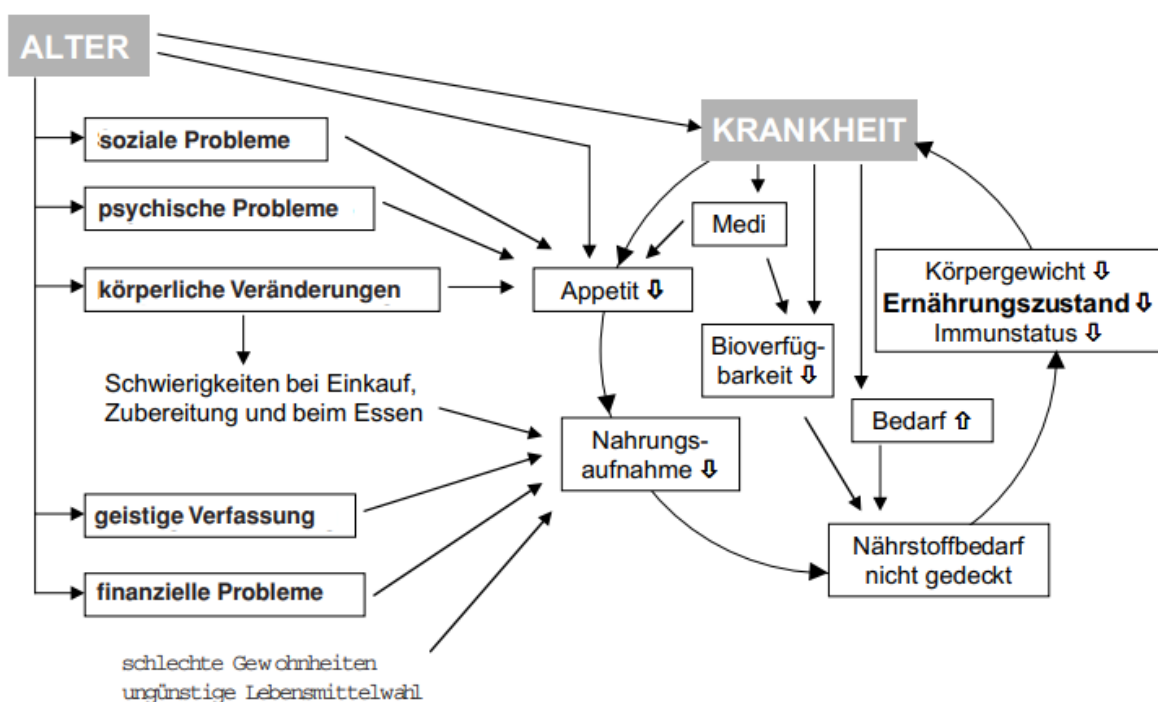 ALTER
KRANKHEIT
soziale Probleme
psychische Probleme
körperliche Veränderungen
Schwierigkeiten bei Einkauf,
Zubereitung und beim Essen
geistige Verfassung
finanzielle Probleme
schlechte Gewohnheiten
ungünstige Lebensmittelwahl
Medi
Appetit ⇩
Bioverfüg-
barkeit ⇩
Bedarf ⇧
Nahrungs-
aufnahme ⇩
Nährstoffbedarf
nicht gedeckt
Körpergewicht ⇩
Ernährungszustand ⇩
Immunstatus ⇩